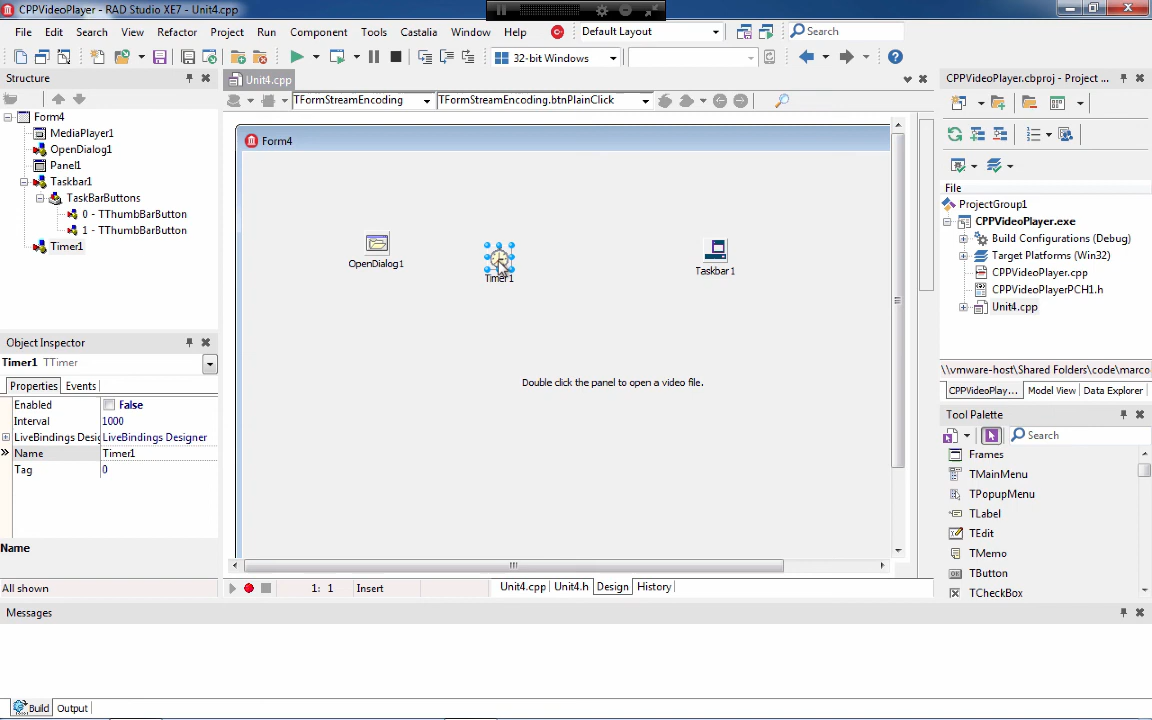 CPPVideoPlayer - RAD Studio XE7 - Unit4.cpp
File Edit Search View Refactor Project Run Component Tools Castalia Window Help Default Layout Search
32-bit Windows
Structure
Form4
MediaPlayer1
OpenDialog1
Panel1
Taskbar1
TaskBarButtons
0 - TThumbBarButton
1 - TThumbBarButton
Timer1
Object Inspector
Timer1 TTimer
Properties Events
Enabled False
Interval 1000
LiveBindings Desig LiveBindings Designer
Name Timer1
Tag 0
Name
All shown
Unit4.cpp
TFormStreamEncoding TFormStreamEncoding.btnPlainClick
Form4
OpenDialog1
Timer1
Taskbar1
Double click the panel to open a video file.
1: 1 Insert Unit4.cpp Unit4.h Design History
CPPVideoPlayer.cbproj - Project ...
File
ProjectGroup1
CPPVideoPlayer.exe
Build Configurations (Debug)
Target Platforms (Win32)
CPPVideoPlayer.cpp
CPPVideoPlayerPCH1.h
Unit4.cpp
\\vmware-host\Shared Folders\code\marco
CPPVideoPlay... Model View Data Explorer
Tool Palette
Search
Frames
TMainMenu
TPopupMenu
TLabel
TEdit
TMemo
TButton
TCheckBox
Messages
Build Output